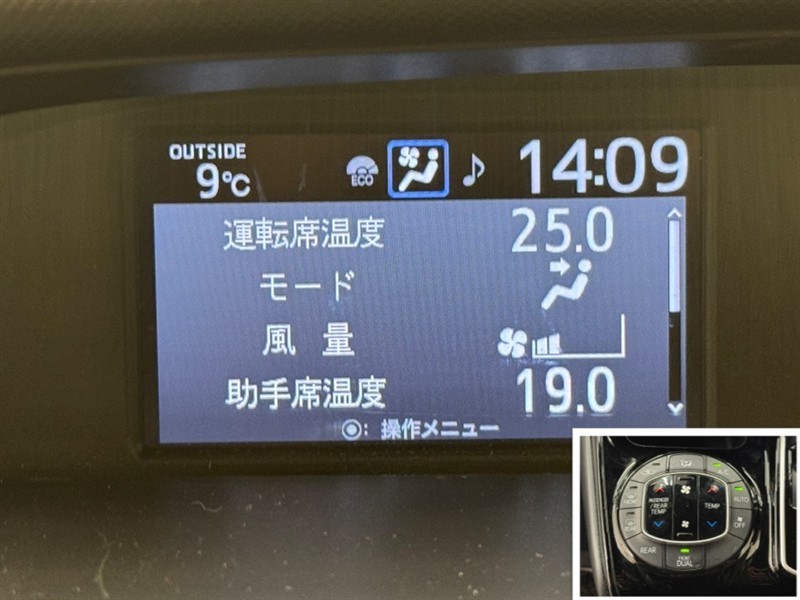 OUTSIDE
9℃
ECO
14:09
運転席温度 25.0
モード
風量
助手席温度 19.0
: 操作メニュー
PASSENGER
/REAR
TEMP
TEMP
AUTO
OFF
REAR
FRONT
DUAL